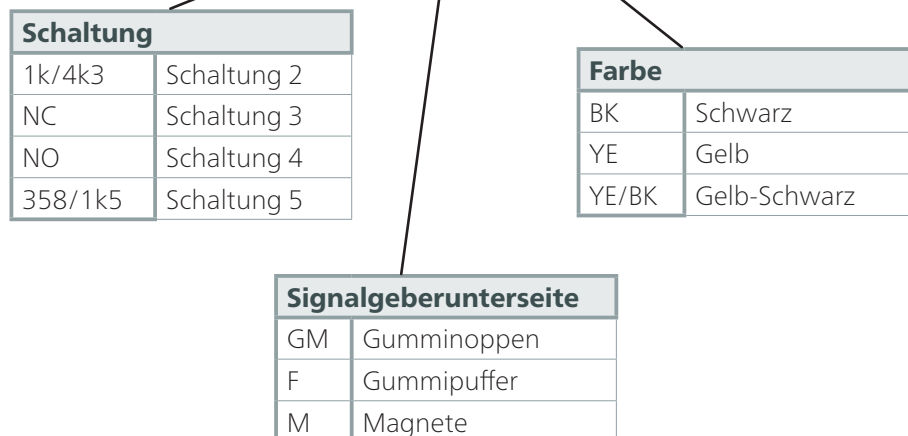 Schaltung
1k/4k3 Schaltung 2
NC Schaltung 3
NO Schaltung 4
358/1k5 Schaltung 5
Farbe
BK Schwarz
YE Gelb
YE/BK Gelb-Schwarz
Signalgeberunterseite
GM Gumminoppen
F Gummipuffer
M Magnete